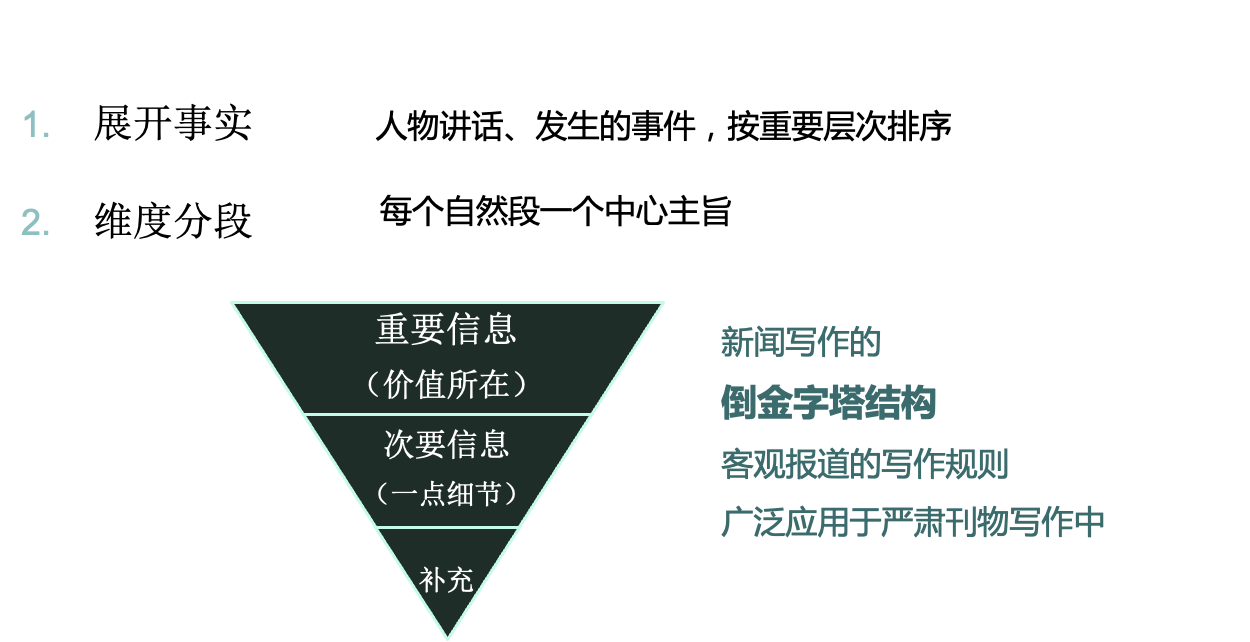 1. 展开事实 人物讲话、发生的事件，按重要层次排序
2. 维度分段 每个自然段一个中心主旨
重要信息
（价值所在）
次要信息
（一点细节）
补充
新闻写作的
倒金字塔结构
客观报道的写作规则
广泛应用于严肃刊物写作中